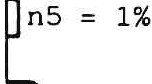 n5 = 1%